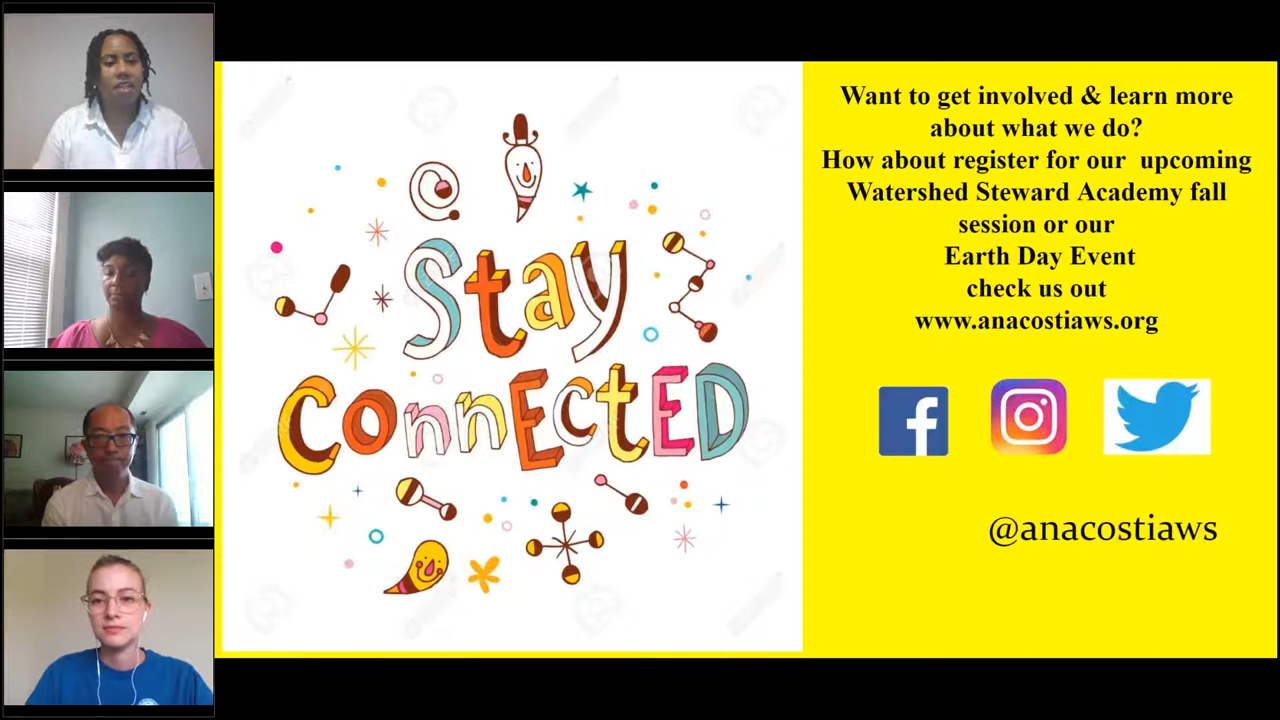 Stay
ConnEctED
Want to get involved & learn more
about what we do?
How about register for our upcoming
Watershed Steward Academy fall
session or our
Earth Day Event
check us out
www.anacostiaws.org
@anacostiaws